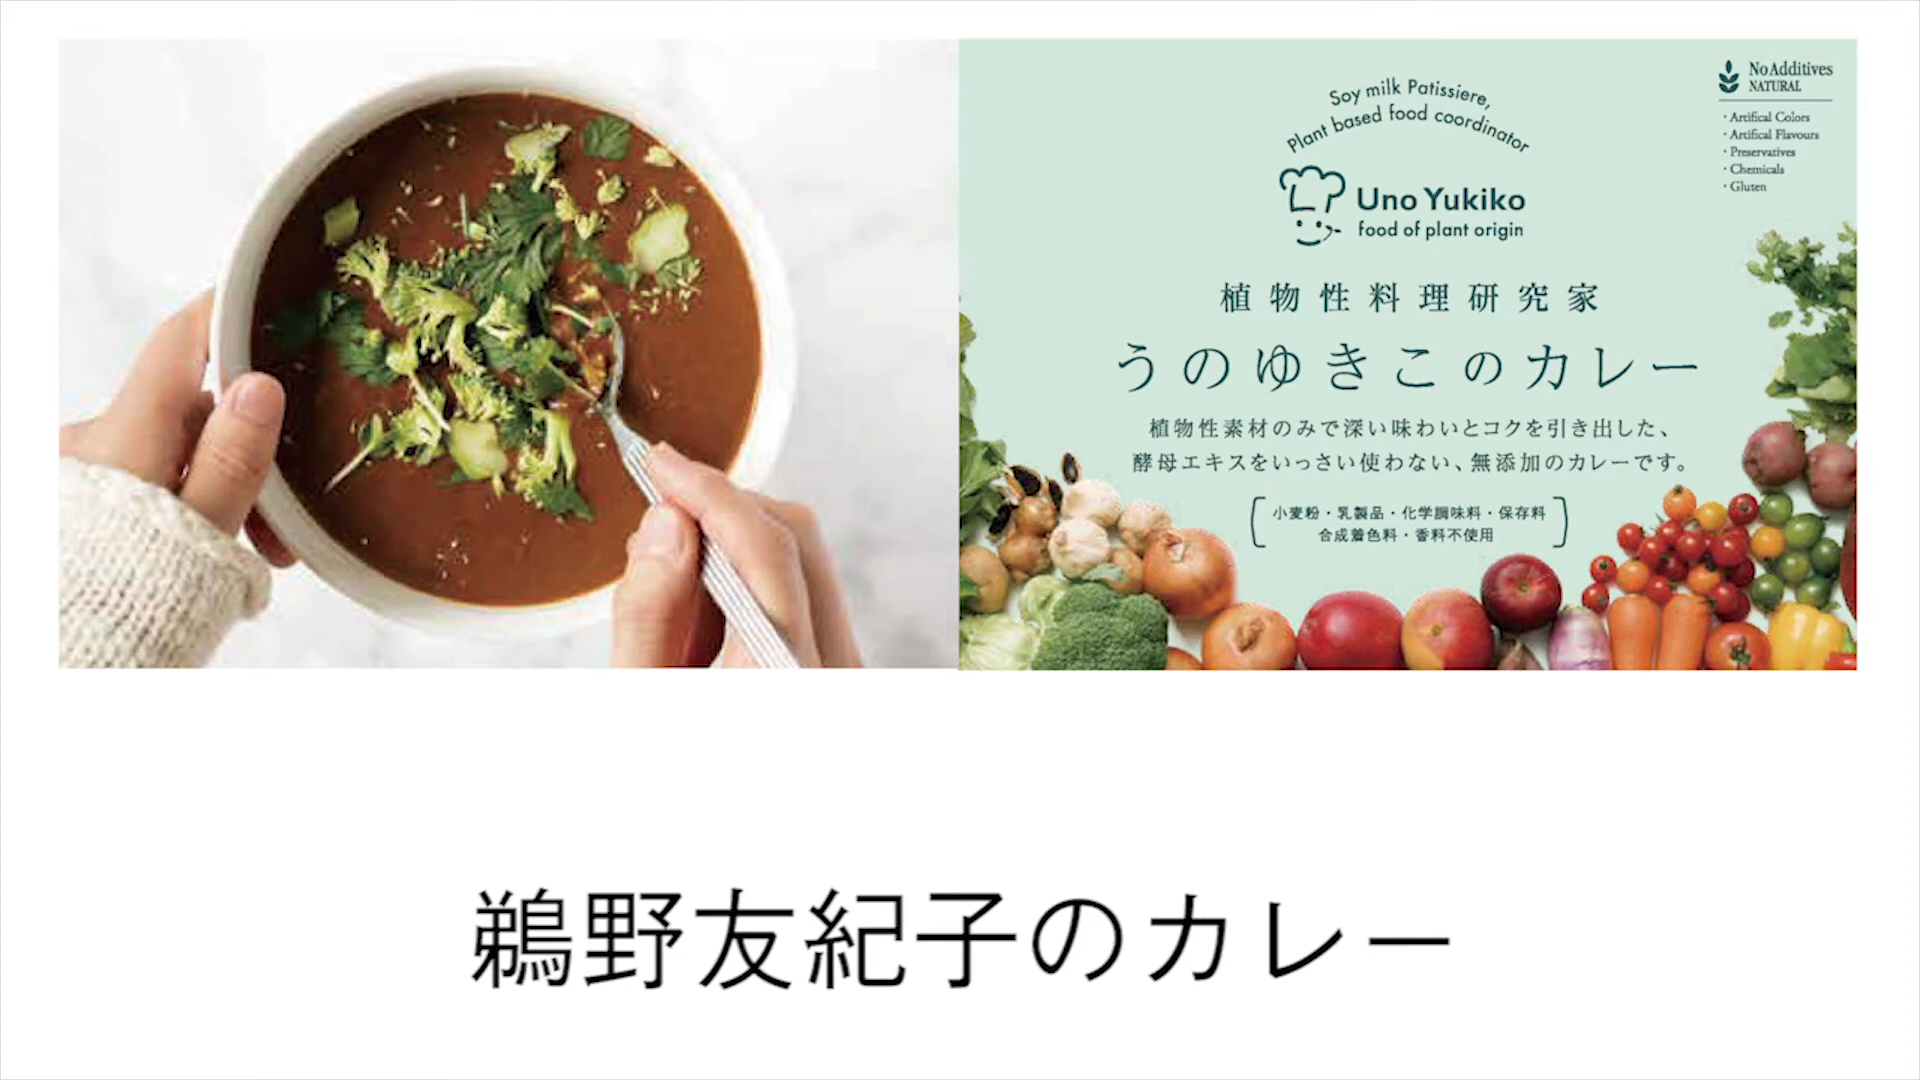 Soy milk Patissiere,
Plant based food coordinator
Uno Yukiko
food of plant origin
No Additives
NATURAL
・Artifical Colors
・Artifical Flavours
・Preservatives
・Chemicals
・Gluten
植物性料理研究家
うのゆきこのカレー
植物性素材のみで深い味わいとコクを引き出した、
酵母エキスをいっさい使わない、無添加のカレーです。
小麦粉・乳製品・化学調味料・保存料
合成着色料・香料不使用
鵜野友紀子のカレー